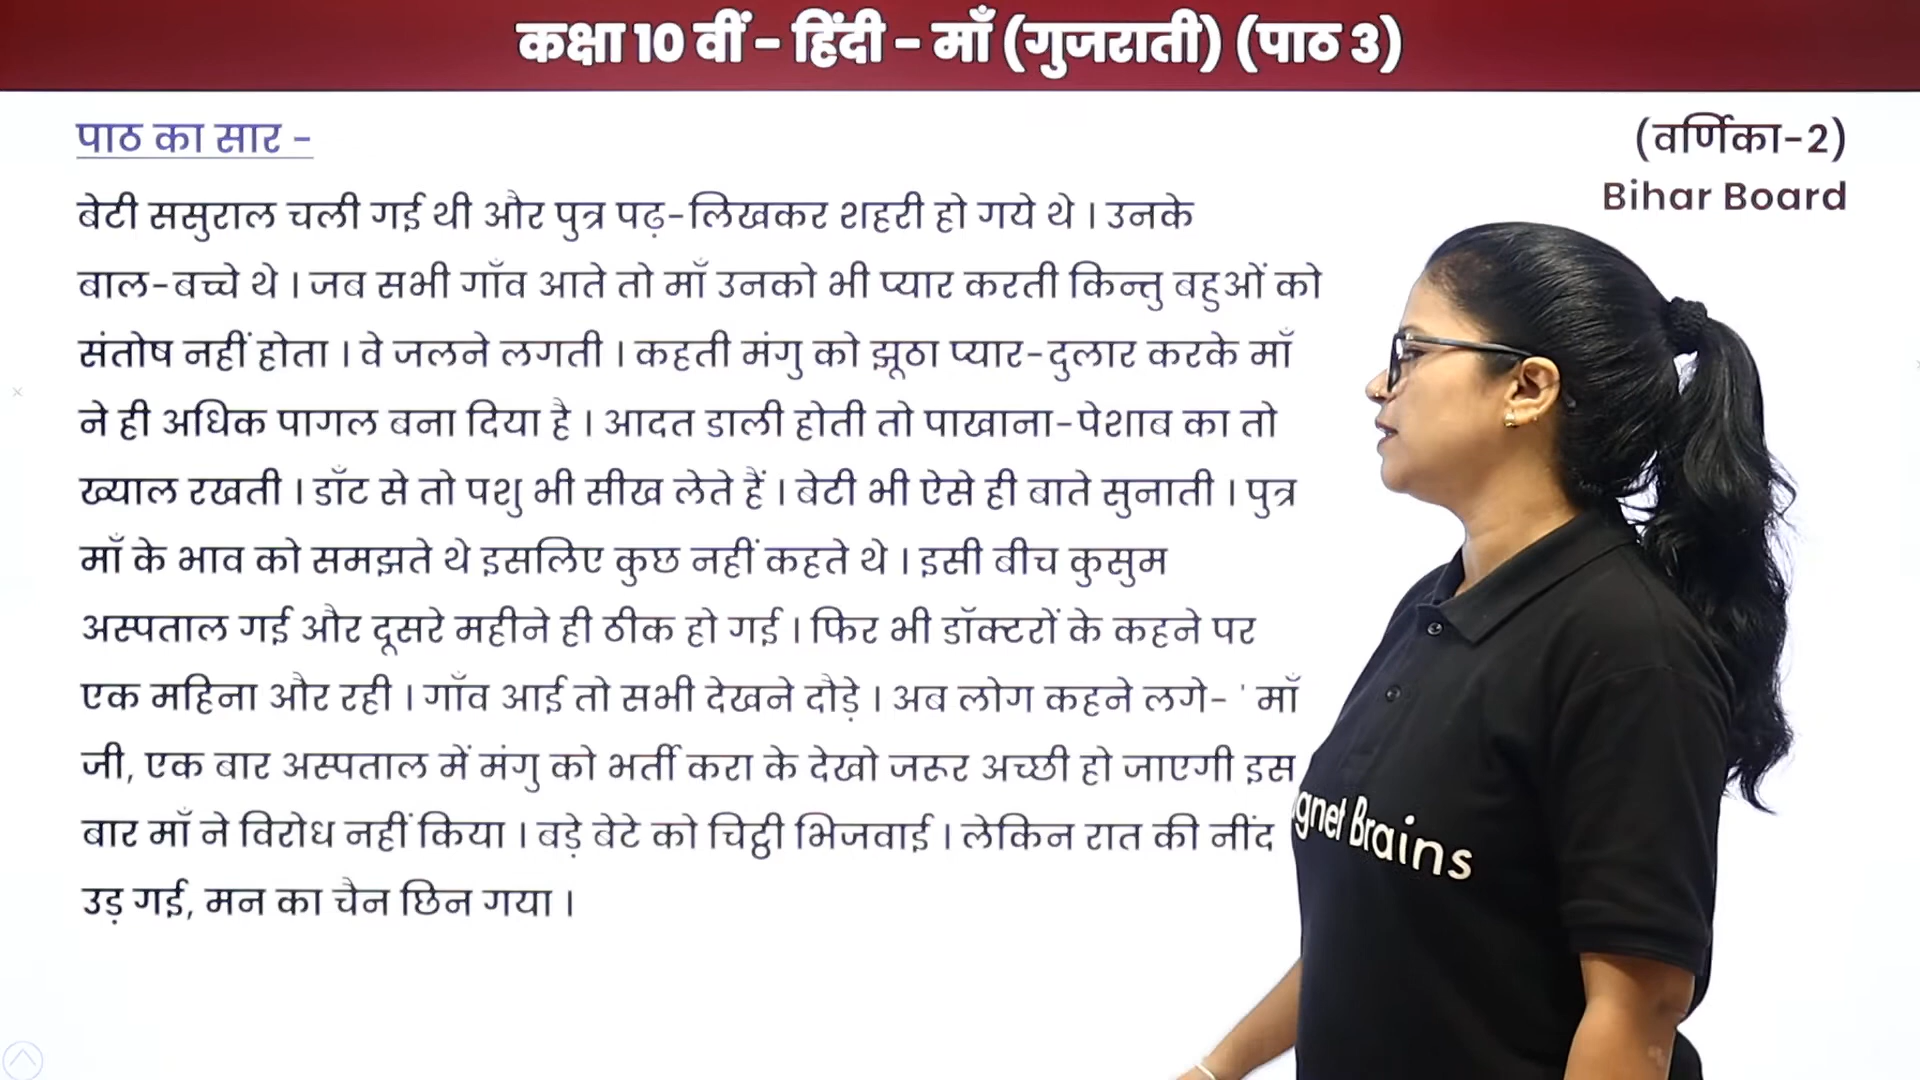 कक्षा 10 वीं - हिंदी - माँ (गुजराती) (पाठ 3)
पाठ का सार -
(वर्णिका-2)
Bihar Board
बेटी ससुराल चली गई थी और पुत्र पढ़-लिखकर शहरी हो गये थे । उनके
बाल-बच्चे थे । जब सभी गाँव आते तो माँ उनको भी प्यार करती किन्तु बहुओं को
संतोष नहीं होता । वे जलने लगती । कहती मंगु को झूठा प्यार-दुलार करके माँ
ने ही अधिक पागल बना दिया है । आदत डाली होती तो पाखाना-पेशाब का तो
ख्याल रखती । डाँट से तो पशु भी सीख लेते हैं । बेटी भी ऐसे ही बाते सुनाती । पुत्र
माँ के भाव को समझते थे इसलिए कुछ नहीं कहते थे । इसी बीच कुसुम
अस्पताल गई और दूसरे महीने ही ठीक हो गई । फिर भी डॉक्टरों के कहने पर
एक महिना और रही । गाँव आई तो सभी देखने दौड़े । अब लोग कहने लगे- ' माँ
जी, एक बार अस्पताल में मंगु को भर्ती करा के देखो जरूर अच्छी हो जाएगी इस
बार माँ ने विरोध नहीं किया । बड़े बेटे को चिट्ठी भिजवाई । लेकिन रात की नींद
उड़ गई, मन का चैन छिन गया ।
gnet Brains